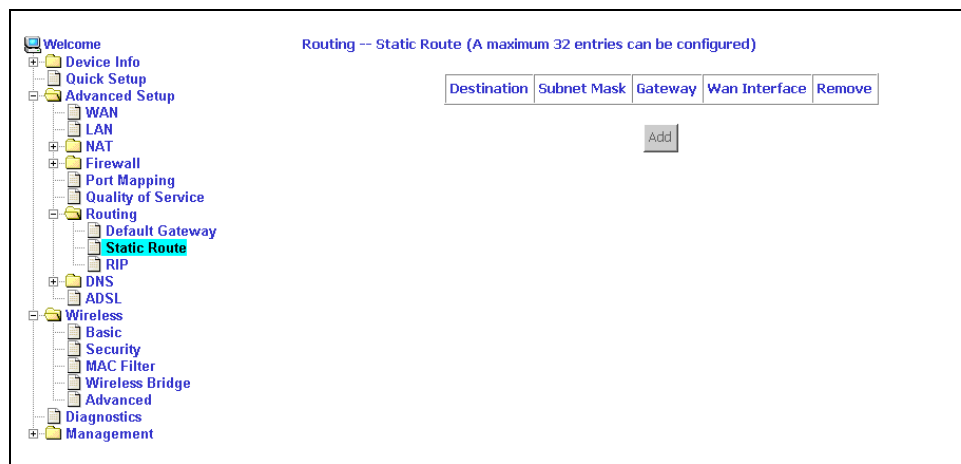 Welcome
Device Info
Quick Setup
Advanced Setup
WAN
LAN
NAT
Firewall
Port Mapping
Quality of Service
Routing
Default Gateway
Static Route
RIP
DNS
ADSL
Wireless
Basic
Security
MAC Filter
Wireless Bridge
Advanced
Diagnostics
Management
Routing -- Static Route (A maximum 32 entries can be configured)
Destination Subnet Mask Gateway Wan Interface Remove
Add